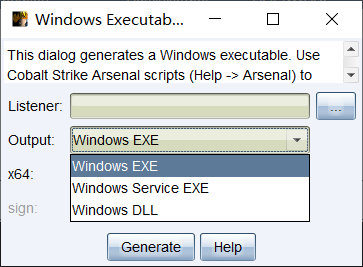 Windows Executab...
This dialog generates a Windows executable. Use
Cobalt Strike Arsenal scripts (Help -> Arsenal) to
Listener:
...
Output: Windows EXE
Windows EXE
x64:
Windows Service EXE
sign:
Windows DLL
Generate Help